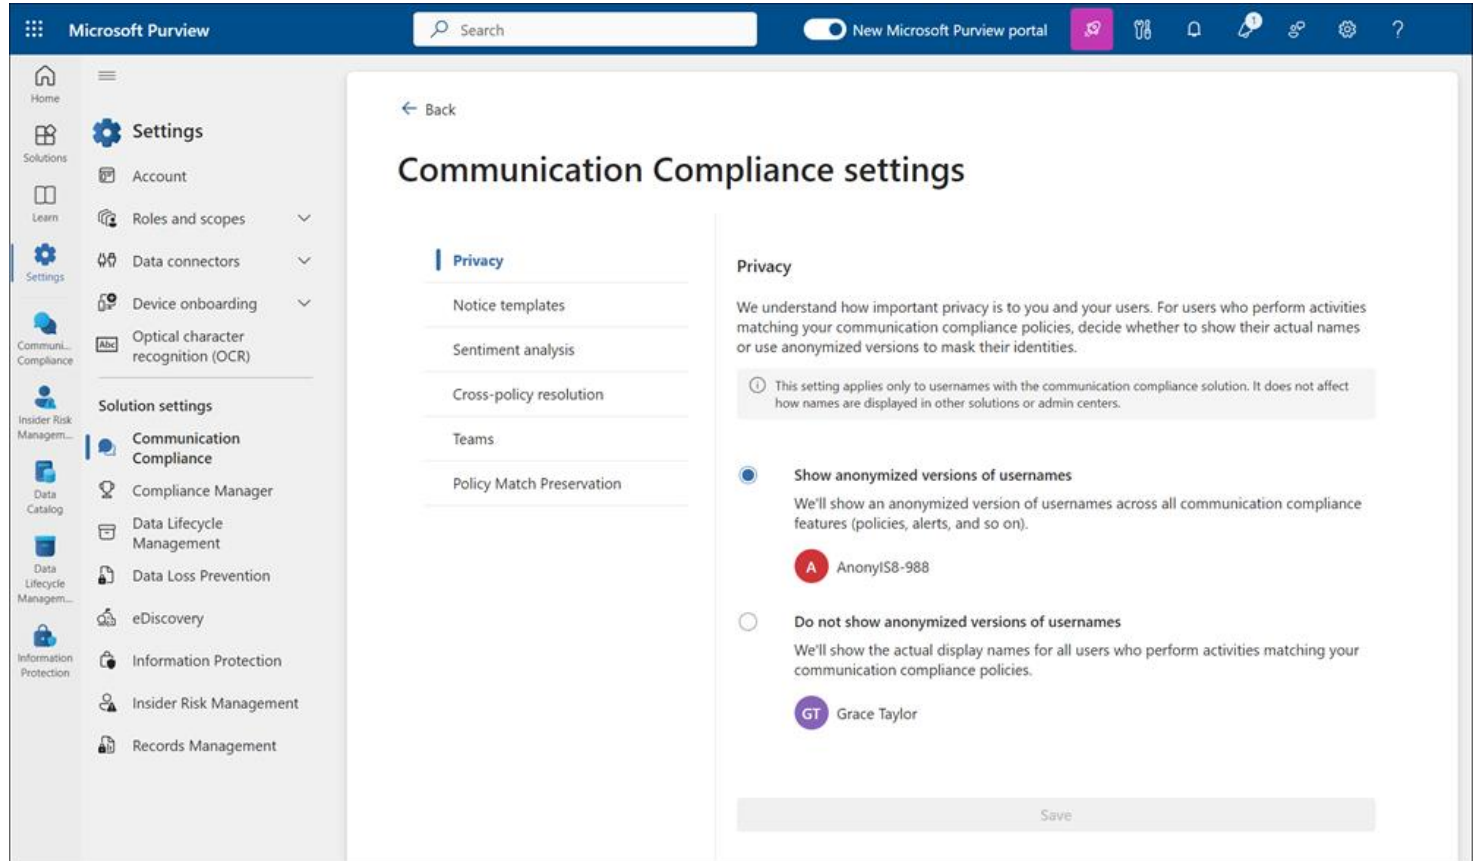 Microsoft Purview
Search
New Microsoft Purview portal
1
Home
Solutions
Learn
Settings
Communi...
Compliance
Insider Risk
Managem...
Data
Catalog
Data
Lifecycle
Managem...
Information
Protection
Settings
Account
Roles and scopes
Data connectors
Device onboarding
Abc
Optical character
recognition (OCR)
Solution settings
Communication
Compliance
Compliance Manager
Data Lifecycle
Management
Data Loss Prevention
eDiscovery
Information Protection
Insider Risk Management
Records Management
Back
Communication Compliance settings
Privacy
Notice templates
Sentiment analysis
Cross-policy resolution
Teams
Policy Match Preservation
Privacy
We understand how important privacy is to you and your users. For users who perform activities
matching your communication compliance policies, decide whether to show their actual names
or use anonymized versions to mask their identities.
This setting applies only to usernames with the communication compliance solution. It does not affect
how names are displayed in other solutions or admin centers.
Show anonymized versions of usernames
We'll show an anonymized version of usernames across all communication compliance
features (policies, alerts, and so on).
A AnonyIS8-988
Do not show anonymized versions of usernames
We'll show the actual display names for all users who perform activities matching your
communication compliance policies.
GT Grace Taylor
Save